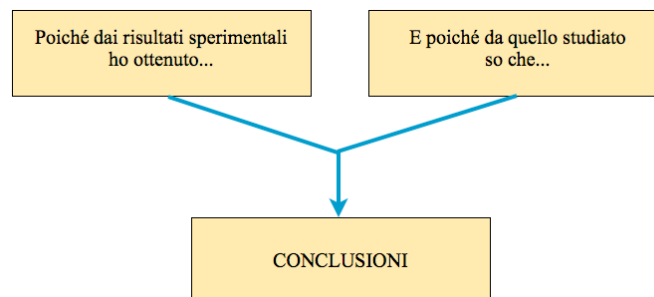 Poiché dai risultati sperimentali
ho ottenuto...
E poiché da quello studiato
so che...
CONCLUSIONI